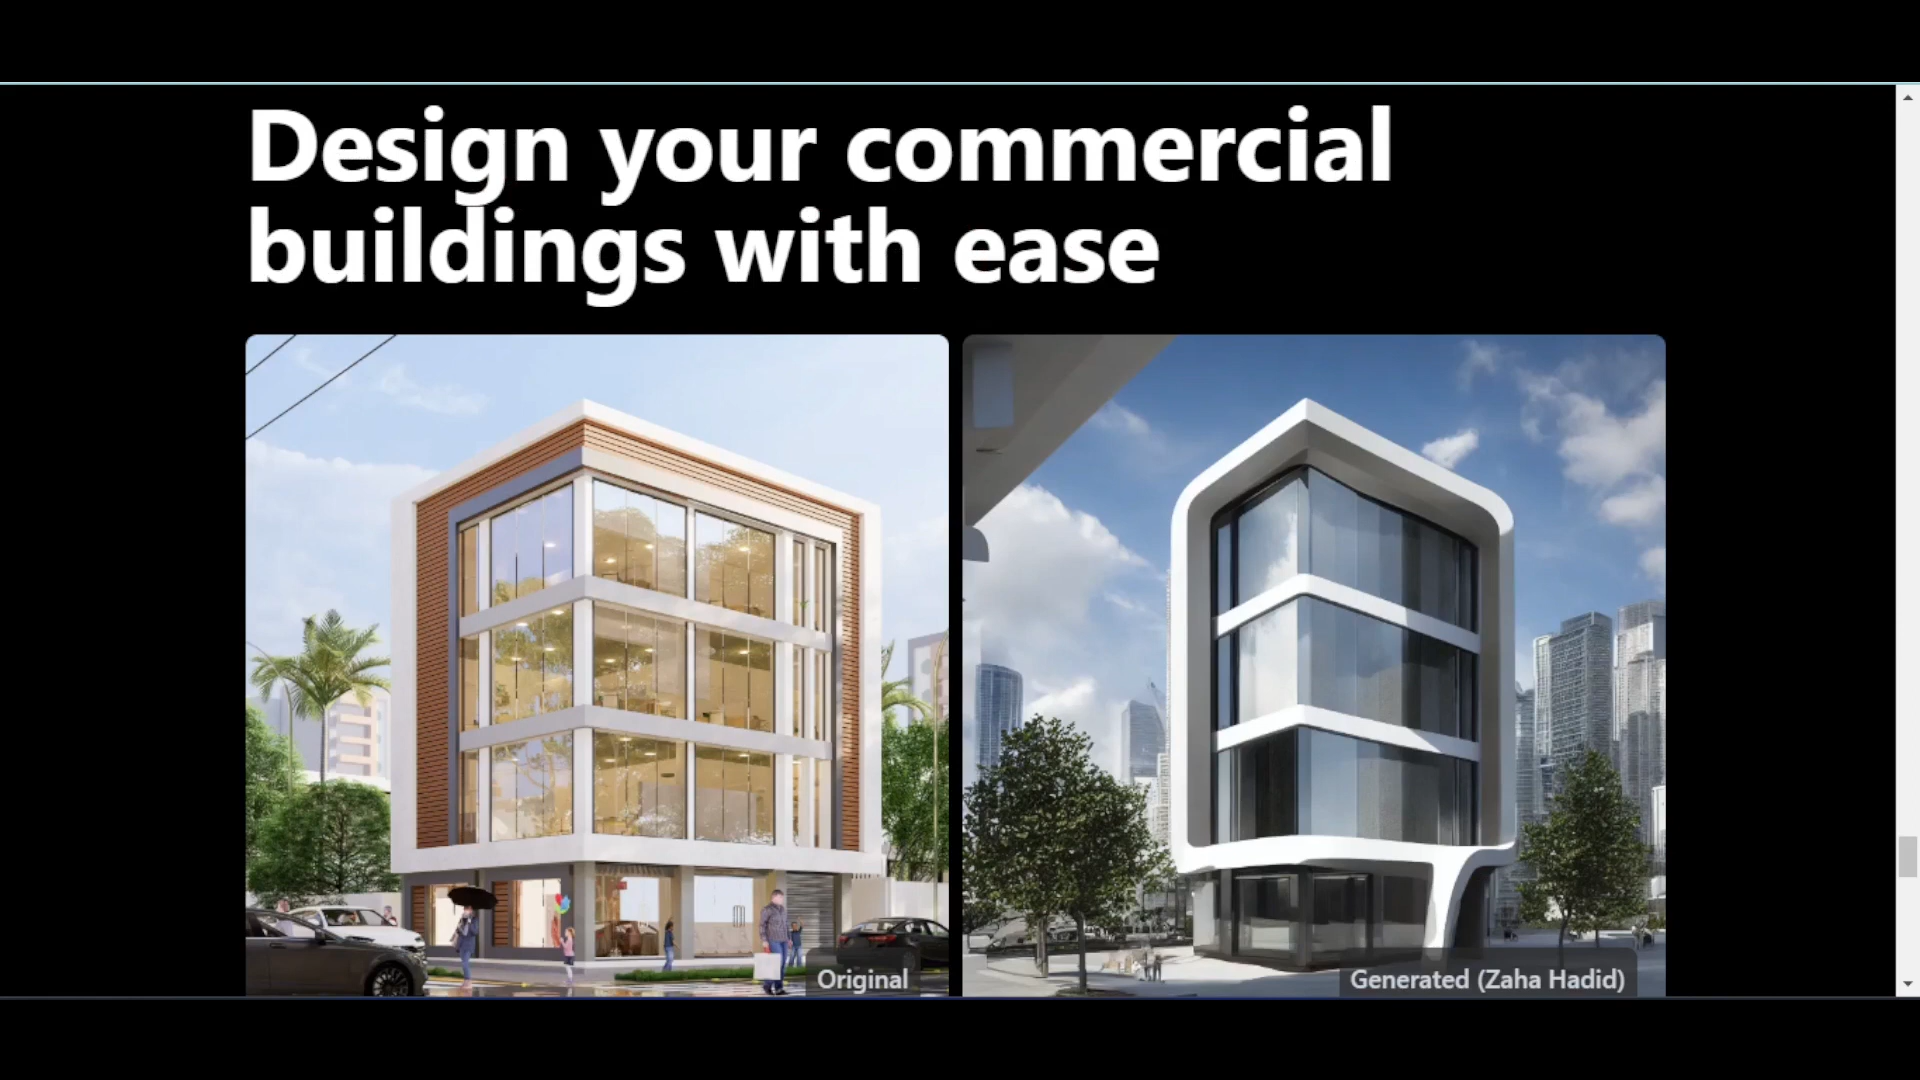 Design your commercial
buildings with ease
Original
Generated (Zaha Hadid)